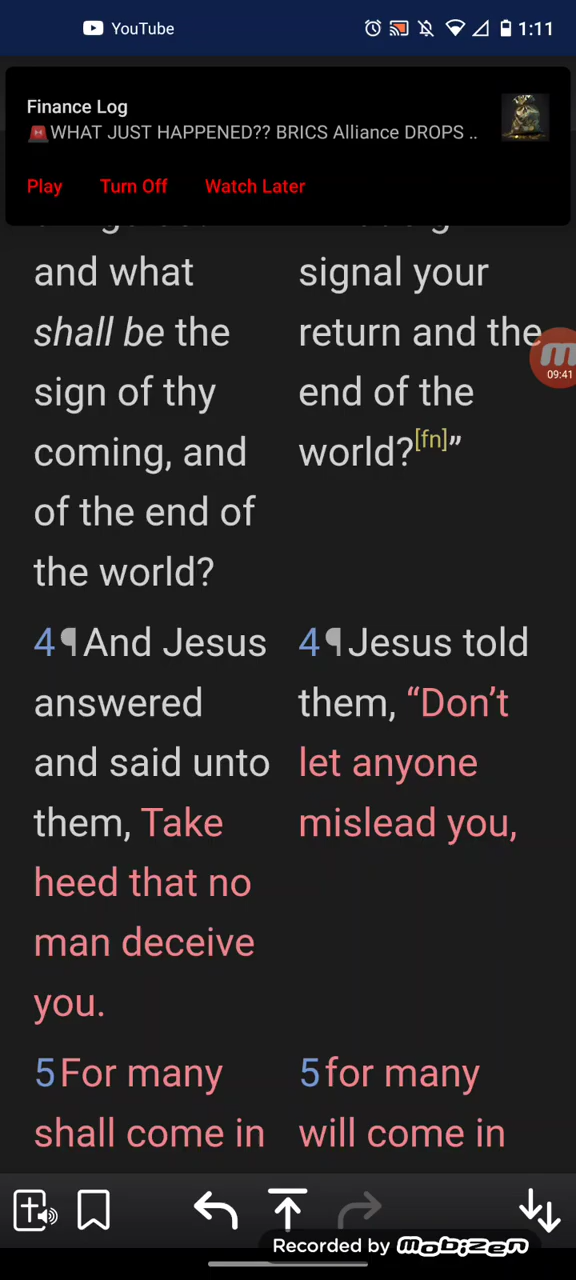 YouTube 1:11
Finance Log
🚨WHAT JUST HAPPENED?? BRICS Alliance DROPS ..
Play Turn Off Watch Later
and what
shall be the
sign of thy
coming, and
of the end of
the world?
4 ¶ And Jesus
answered
and said unto
them, Take
heed that no
man deceive
you.
5 For many
shall come in
signal your
return and the
end of the
world?[fn]”
4 ¶ Jesus told
them, “Don’t
let anyone
mislead you,
5 for many
will come in
09:41
Recorded by mobizen